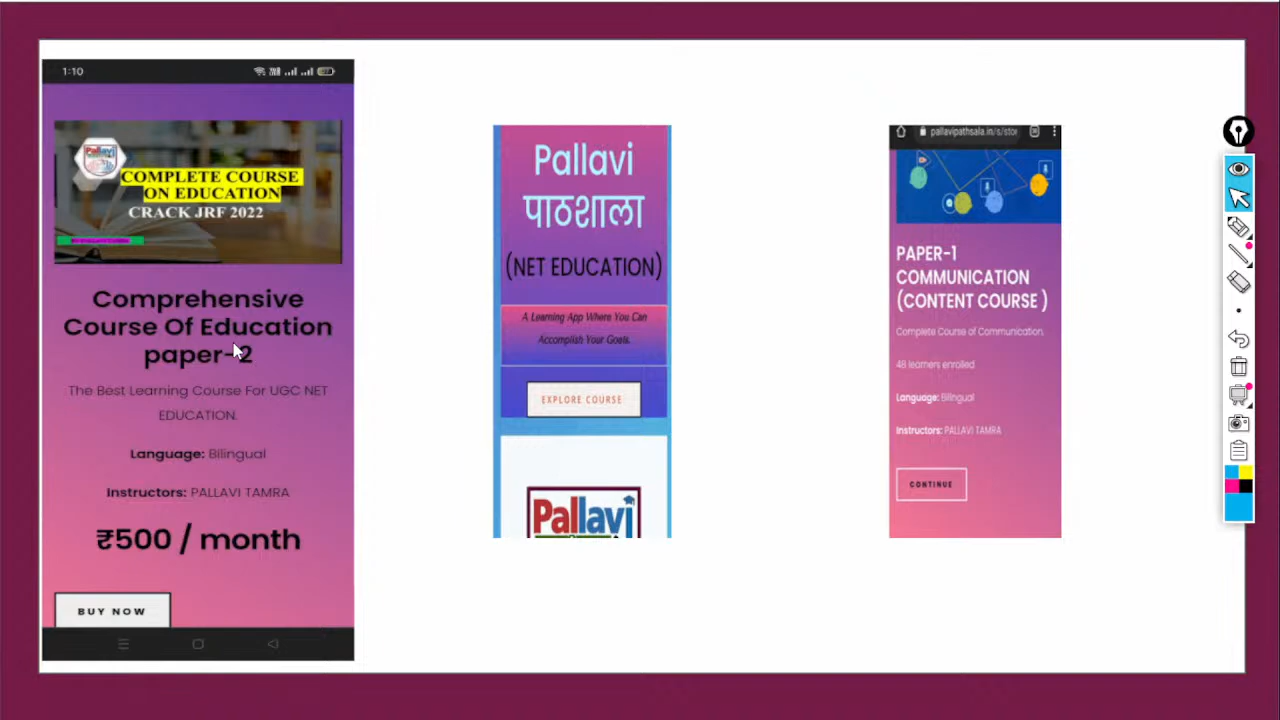 1:10
Pallavi
COMPLETE COURSE
ON EDUCATION
CRACK JRF 2022
Comprehensive
Course Of Education
paper-2
The Best Learning Course For UGC NET
EDUCATION.
Language: Bilingual
Instructors: PALLAVI TAMRA
₹500 / month
BUY NOW
Pallavi
पाठशाला
(NET EDUCATION)
A Learning App Where You Can
Accomplish Your Goals.
EXPLORE COURSE
Pallavi
pallavipathsala.in/s/stor
PAPER-1
COMMUNICATION
(CONTENT COURSE )
Complete Course of Communication.
48 learners enrolled
Language: Bilingual
Instructors: PALLAVI TAMRA
CONTINUE